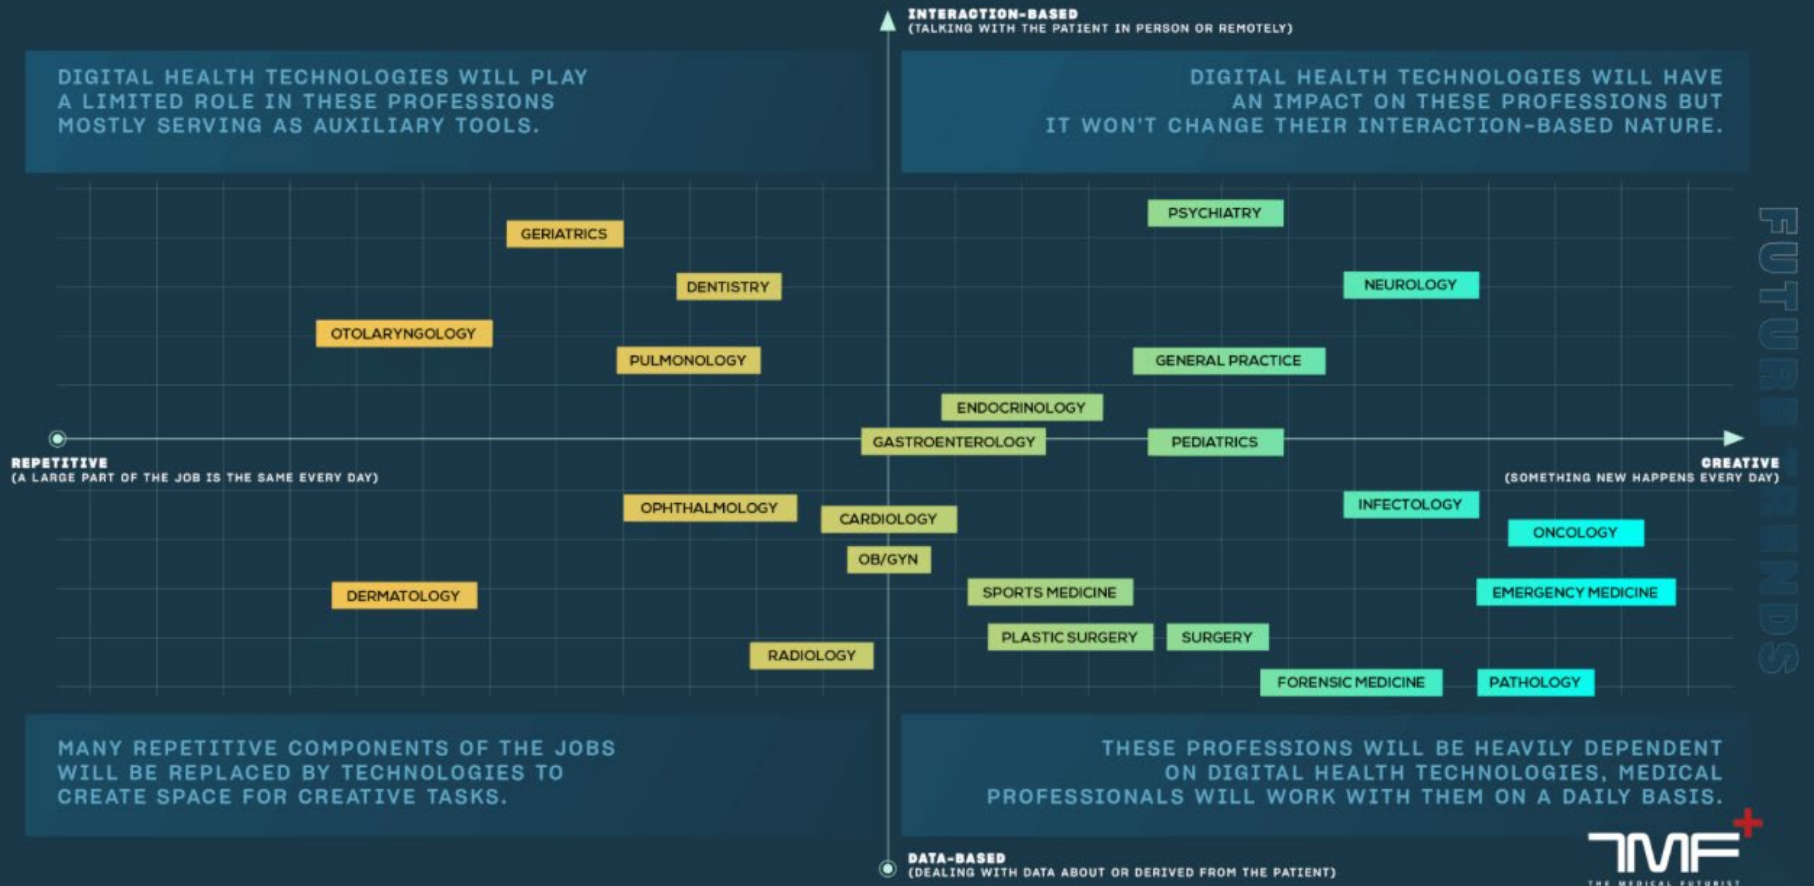 INTERACTION-BASED
(TALKING WITH THE PATIENT IN PERSON OR REMOTELY)
DIGITAL HEALTH TECHNOLOGIES WILL PLAY
A LIMITED ROLE IN THESE PROFESSIONS
MOSTLY SERVING AS AUXILIARY TOOLS.
DIGITAL HEALTH TECHNOLOGIES WILL HAVE
AN IMPACT ON THESE PROFESSIONS BUT
IT WON'T CHANGE THEIR INTERACTION-BASED NATURE.
PSYCHIATRY
GERIATRICS
NEUROLOGY
DENTISTRY
OTOLARYNGOLOGY
PULMONOLOGY
GENERAL PRACTICE
ENDOCRINOLOGY
GASTROENTEROLOGY
PEDIATRICS
REPETITIVE
(A LARGE PART OF THE JOB IS THE SAME EVERY DAY)
CREATIVE
(SOMETHING NEW HAPPENS EVERY DAY)
INFECTOLOGY
OPHTHALMOLOGY
CARDIOLOGY
ONCOLOGY
OB/GYN
SPORTS MEDICINE
EMERGENCY MEDICINE
DERMATOLOGY
PLASTIC SURGERY
SURGERY
RADIOLOGY
FORENSIC MEDICINE
PATHOLOGY
FUTURE TRENDS
MANY REPETITIVE COMPONENTS OF THE JOBS
WILL BE REPLACED BY TECHNOLOGIES TO
CREATE SPACE FOR CREATIVE TASKS.
THESE PROFESSIONS WILL BE HEAVILY DEPENDENT
ON DIGITAL HEALTH TECHNOLOGIES, MEDICAL
PROFESSIONALS WILL WORK WITH THEM ON A DAILY BASIS.
DATA-BASED
(DEALING WITH DATA ABOUT OR DERIVED FROM THE PATIENT)
TMF
THE MEDICAL FUTURIST